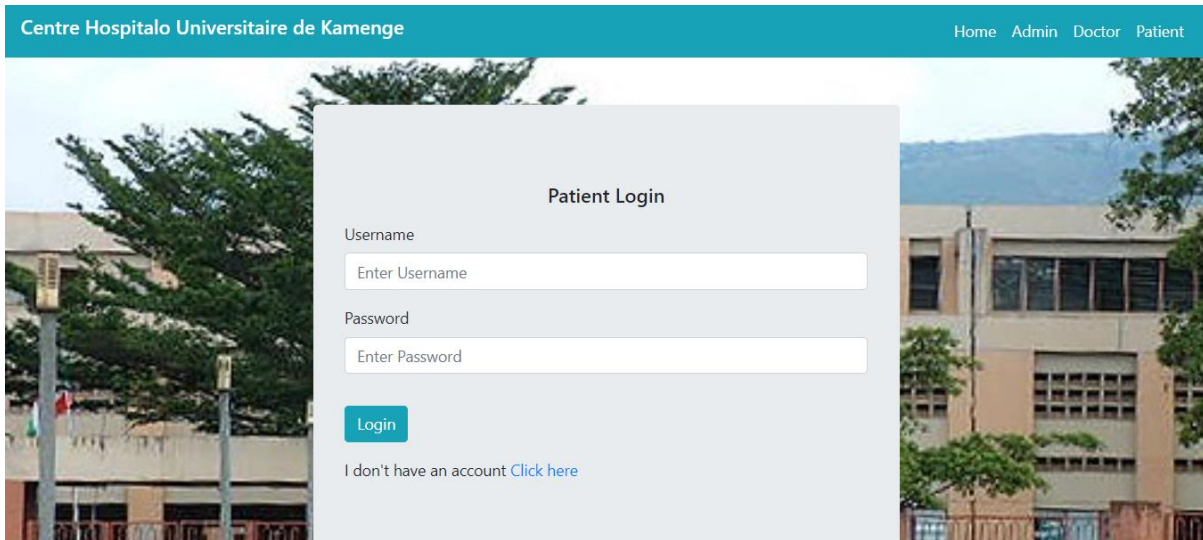 Centre Hospitalo Universitaire de Kamenge
Home Admin Doctor Patient
Patient Login
Username
Enter Username
Password
Enter Password
Login
I don't have an account Click here